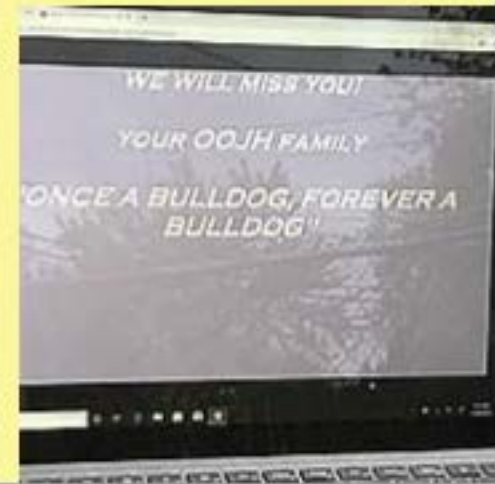 WE WILL MISS YOU!
YOUR OOJH FAMILY
"ONCE A BULLDOG, FOREVER A
BULLDOG"